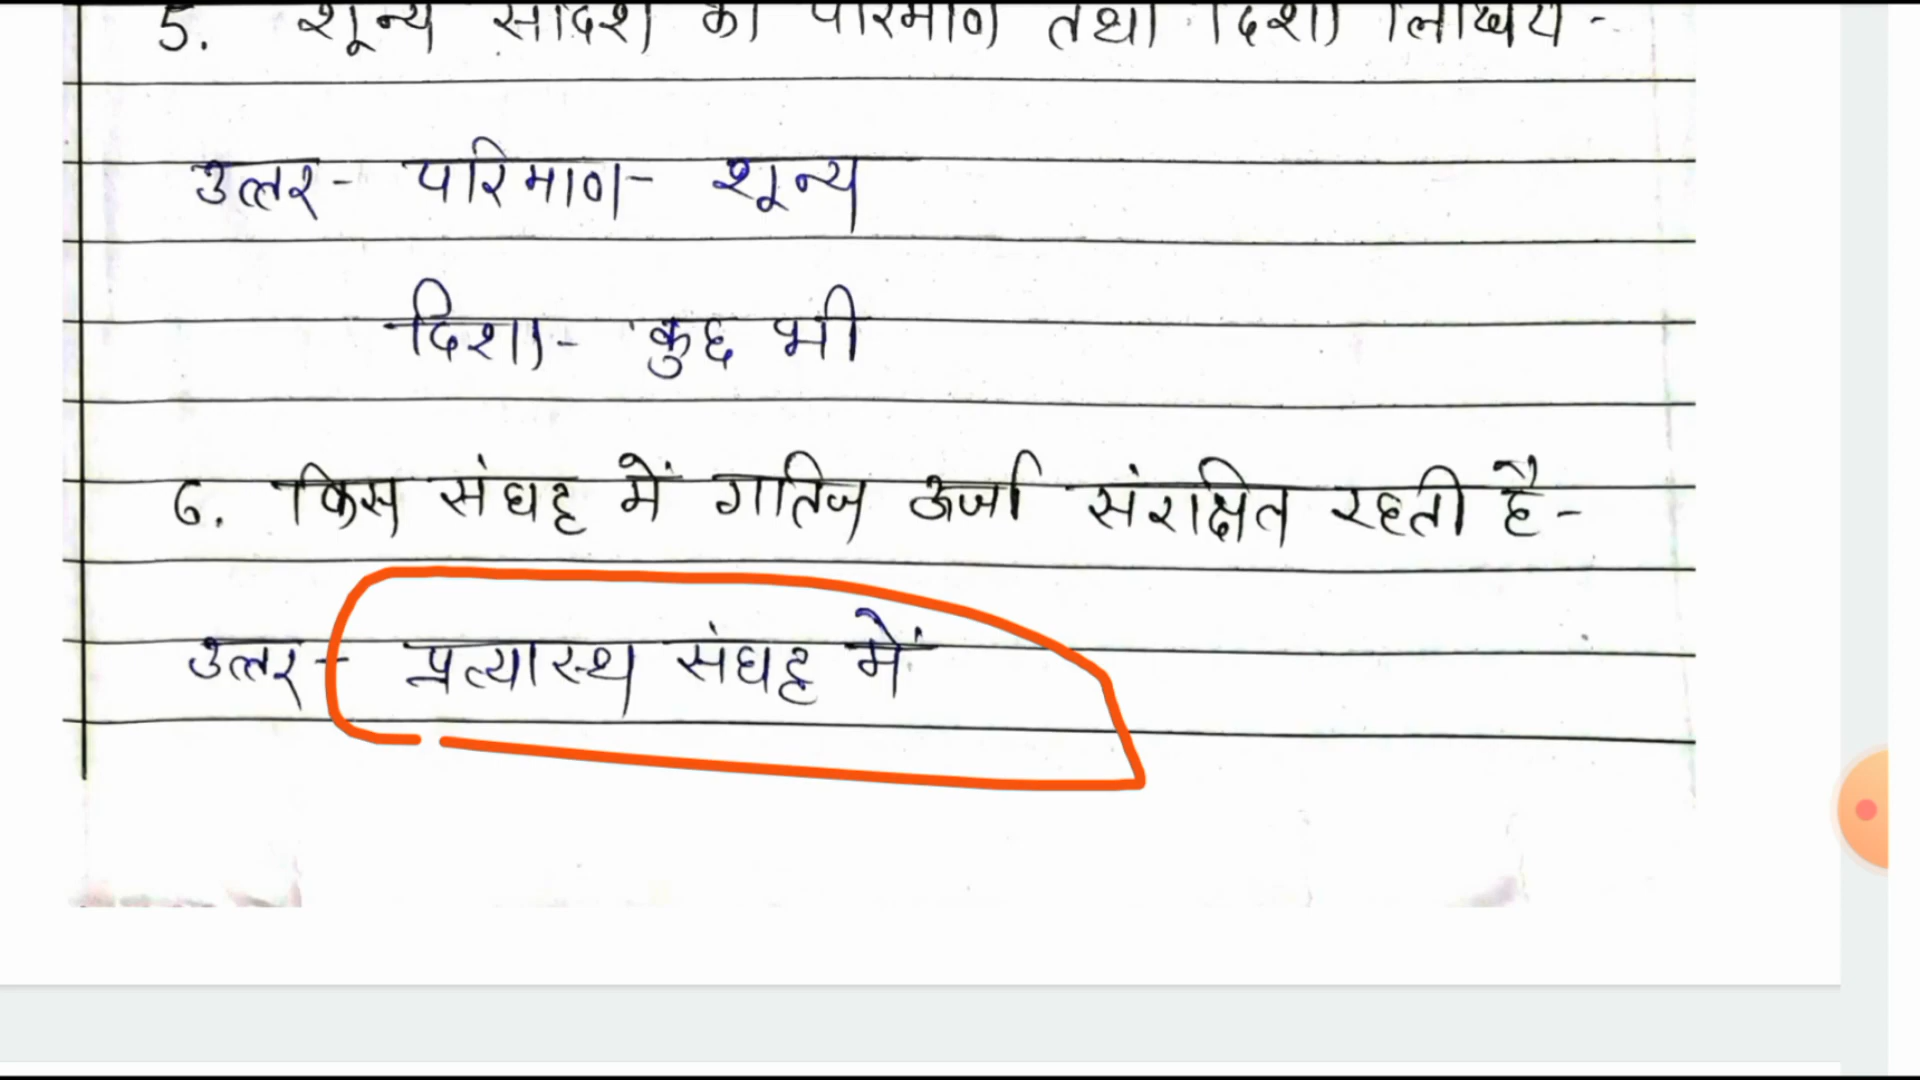 5. शून्य सदिश का परिमाण तथा दिशा लिखिये -
उत्तर - परिमाण - शून्य
दिशा - कुछ भी
6. किस संघट्ट में गतिज ऊर्जा संरक्षित रहती है -
उत्तर - प्रत्यास्थ संघट्ट में